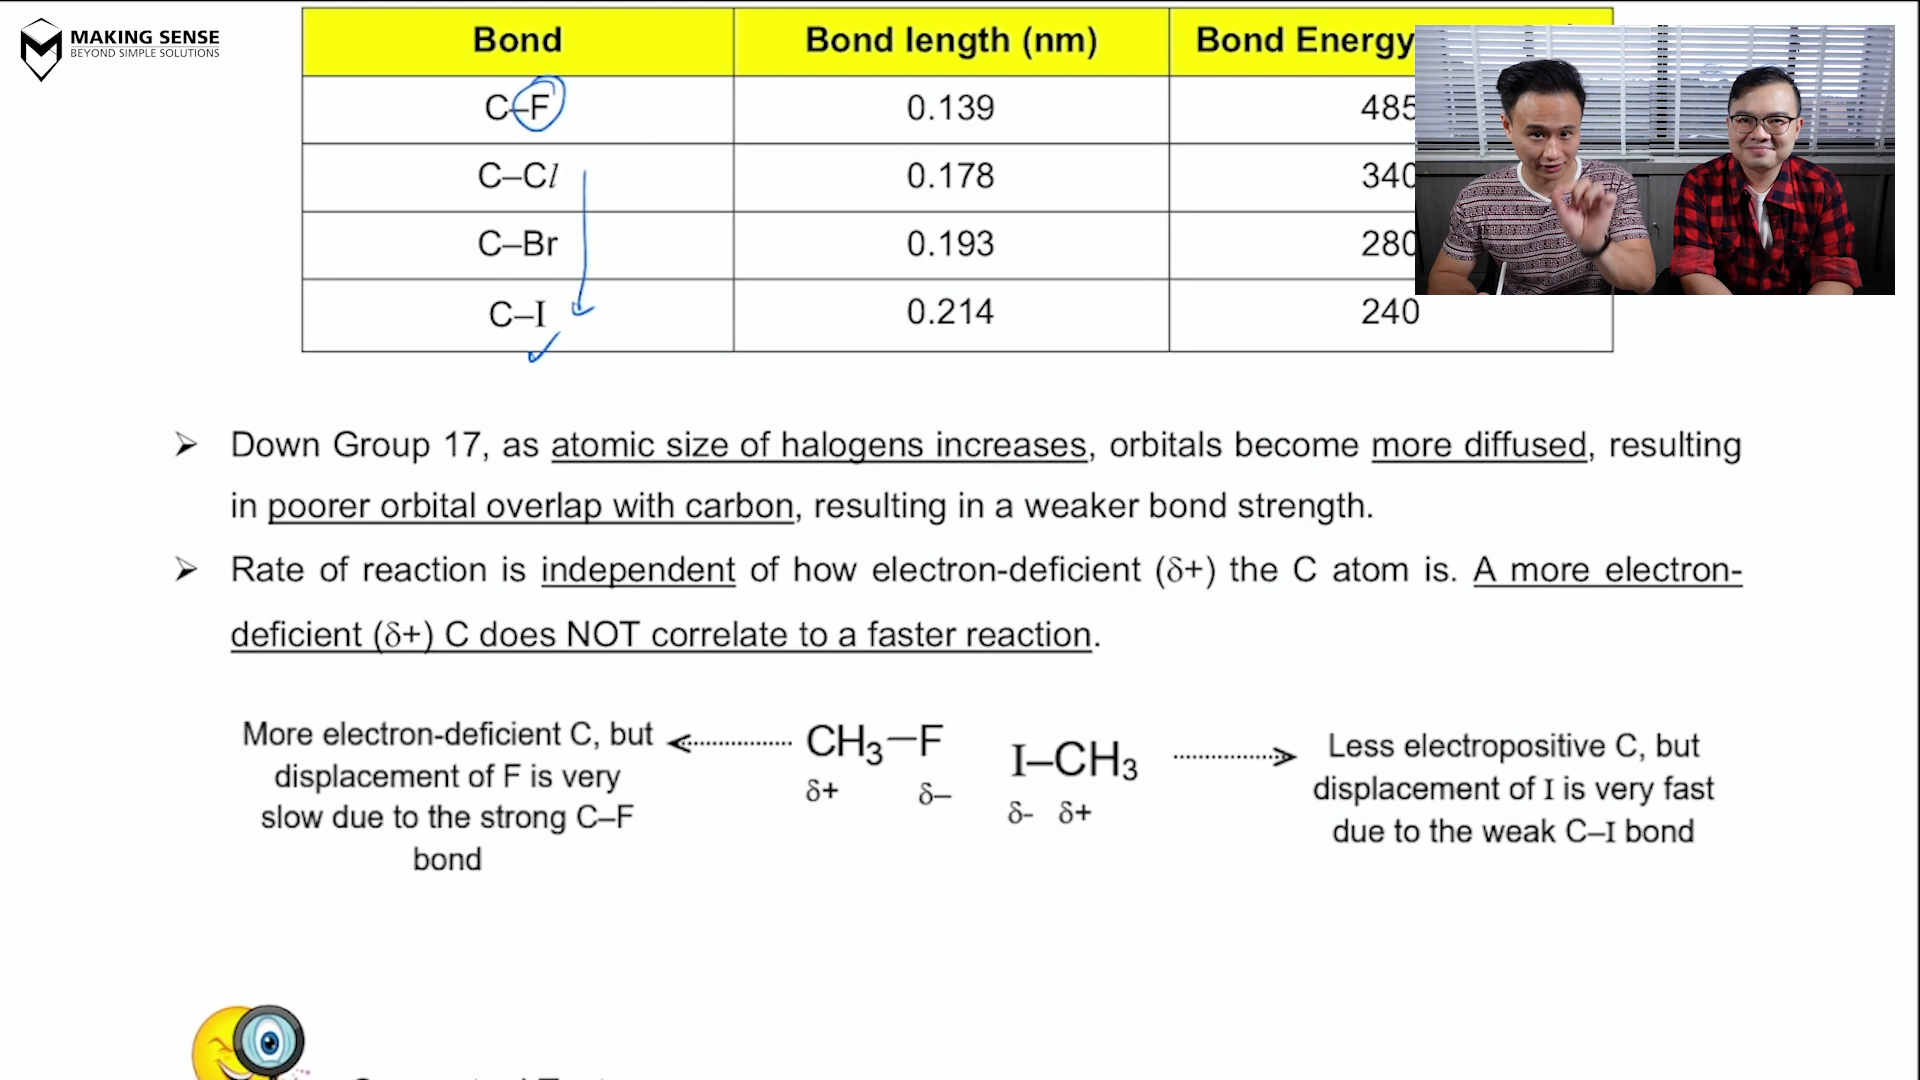 MAKING SENSE
BEYOND SIMPLE SOLUTIONS
Bond Bond length (nm) Bond Energy
C–F 0.139 485
C–Cl 0.178 340
C–Br 0.193 280
C–I 0.214 240
➢ Down Group 17, as atomic size of halogens increases, orbitals become more diffused, resulting
in poorer orbital overlap with carbon, resulting in a weaker bond strength.
➢ Rate of reaction is independent of how electron-deficient (δ+) the C atom is. A more electron-
deficient (δ+) C does NOT correlate to a faster reaction.
More electron-deficient C, but
displacement of F is very
slow due to the strong C–F
bond
CH3–F
δ+ δ–
I–CH3
δ- δ+
Less electropositive C, but
displacement of I is very fast
due to the weak C–I bond